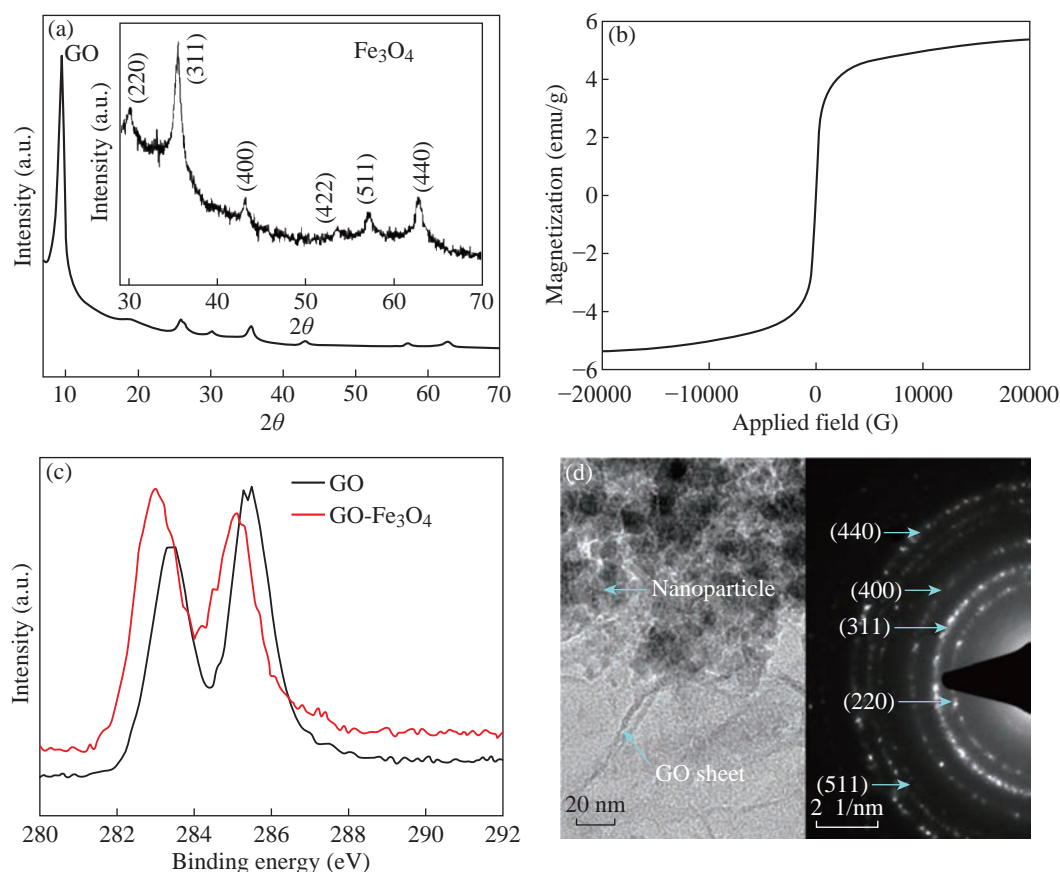 (a)
GO
Fe₃O₄
(220)
(311)
(400)
(422)
(511)
(440)
Intensity (a.u.)
30 40 50 60 70
2θ
Intensity (a.u.)
10 20 30 40 50 60 70
2θ
(b)
Magnetization (emu/g)
6
4
2
0
−2
−4
−6
−20000 −10000 0 10000 20000
Applied field (G)
(c)
GO
GO-Fe₃O₄
Intensity (a.u.)
280 282 284 286 288 290 292
Binding energy (eV)
(d)
Nanoparticle
GO sheet
20 nm
(440)
(400)
(311)
(220)
(511)
2 1/nm